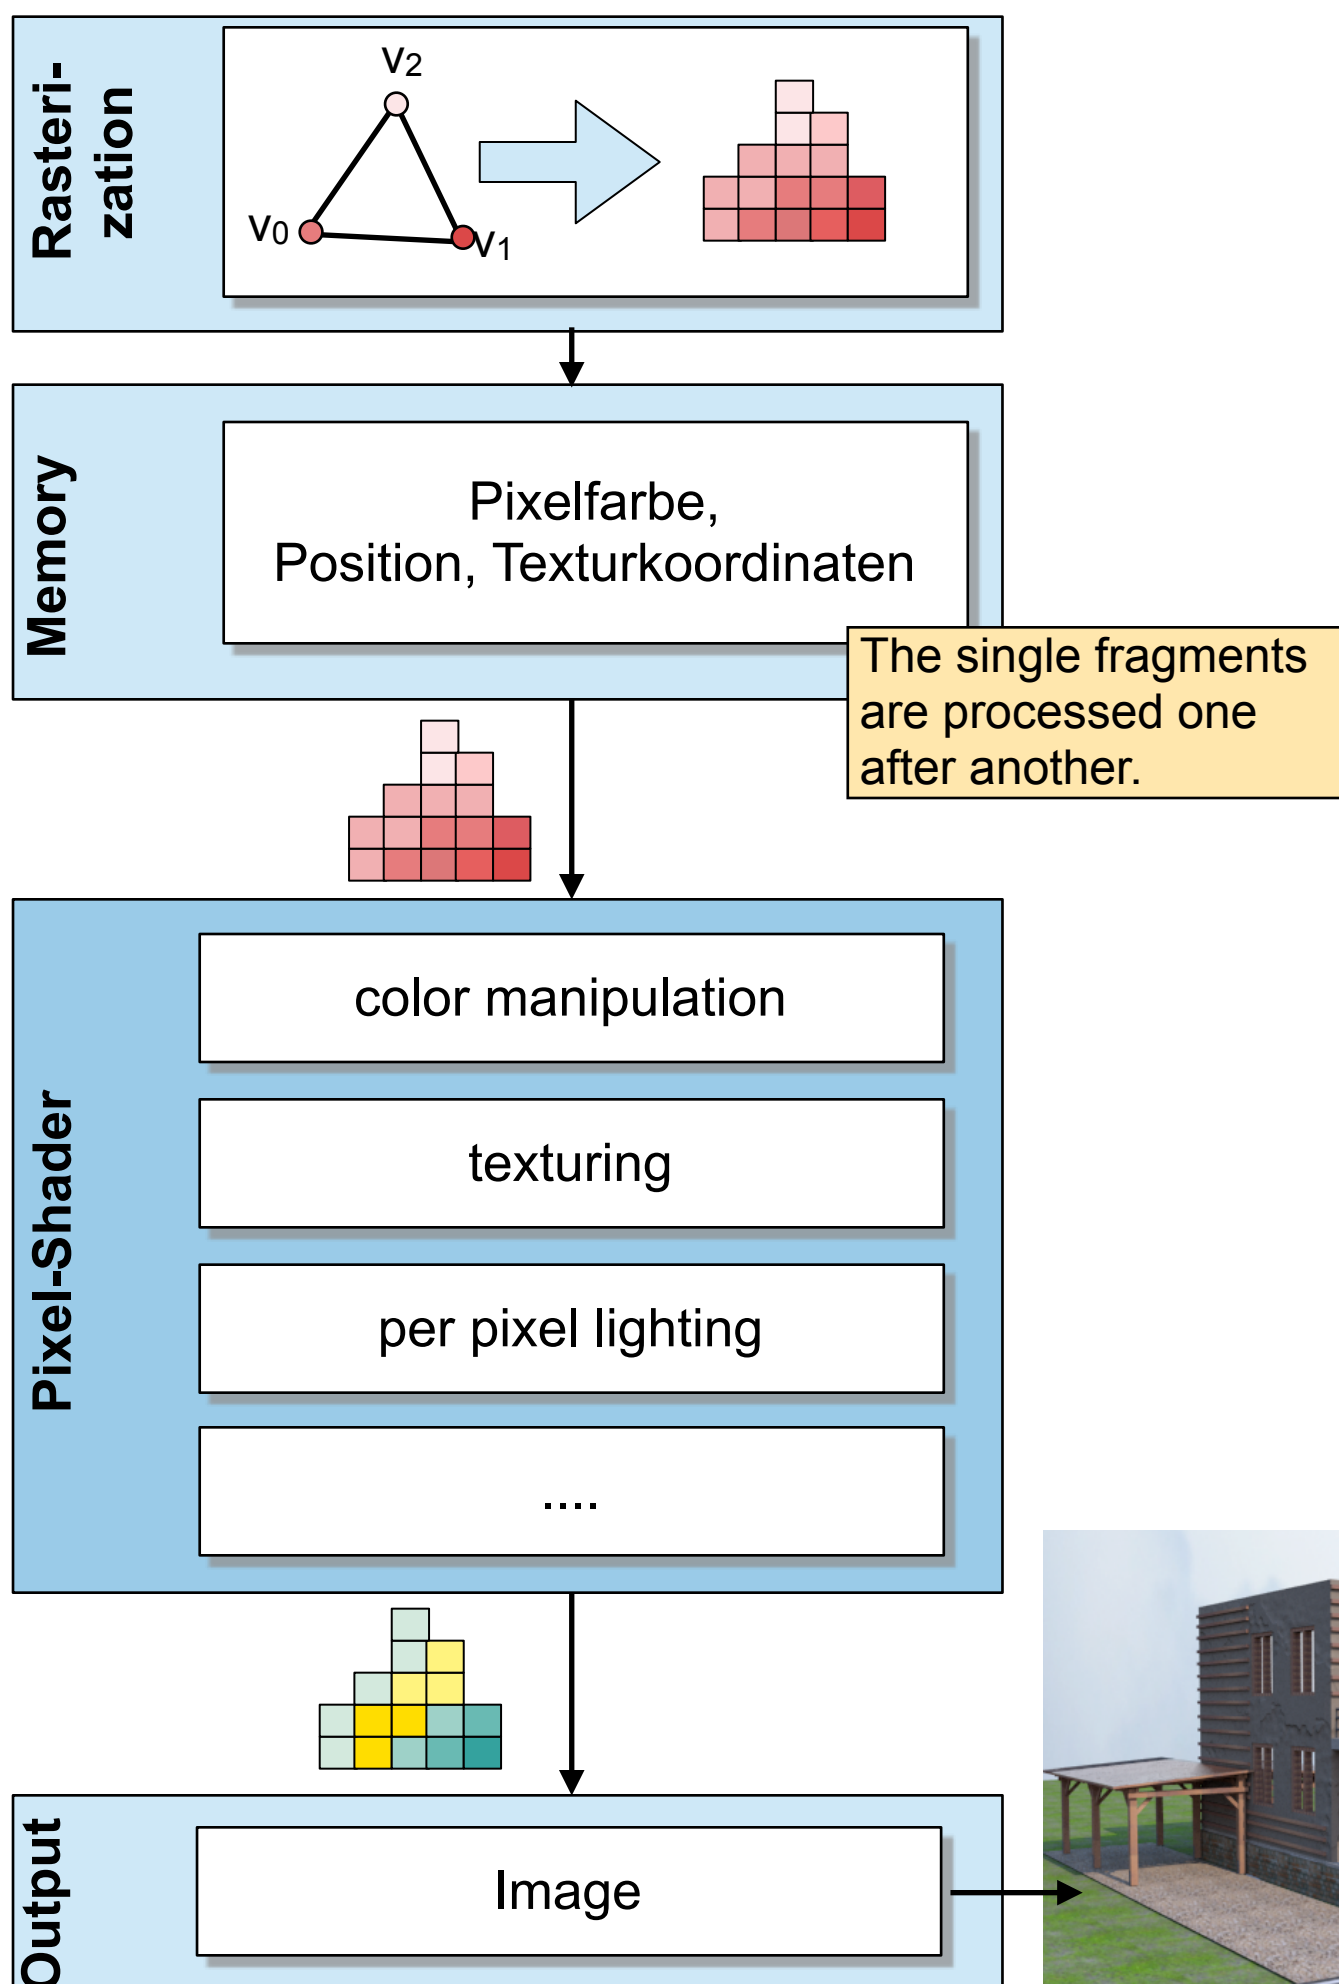 Rasteri-
zation
v2
v0
v1
Memory
Pixelfarbe,
Position, Texturkoordinaten
The single fragments
are processed one
after another.
Pixel-Shader
color manipulation
texturing
per pixel lighting
....
Output
Image